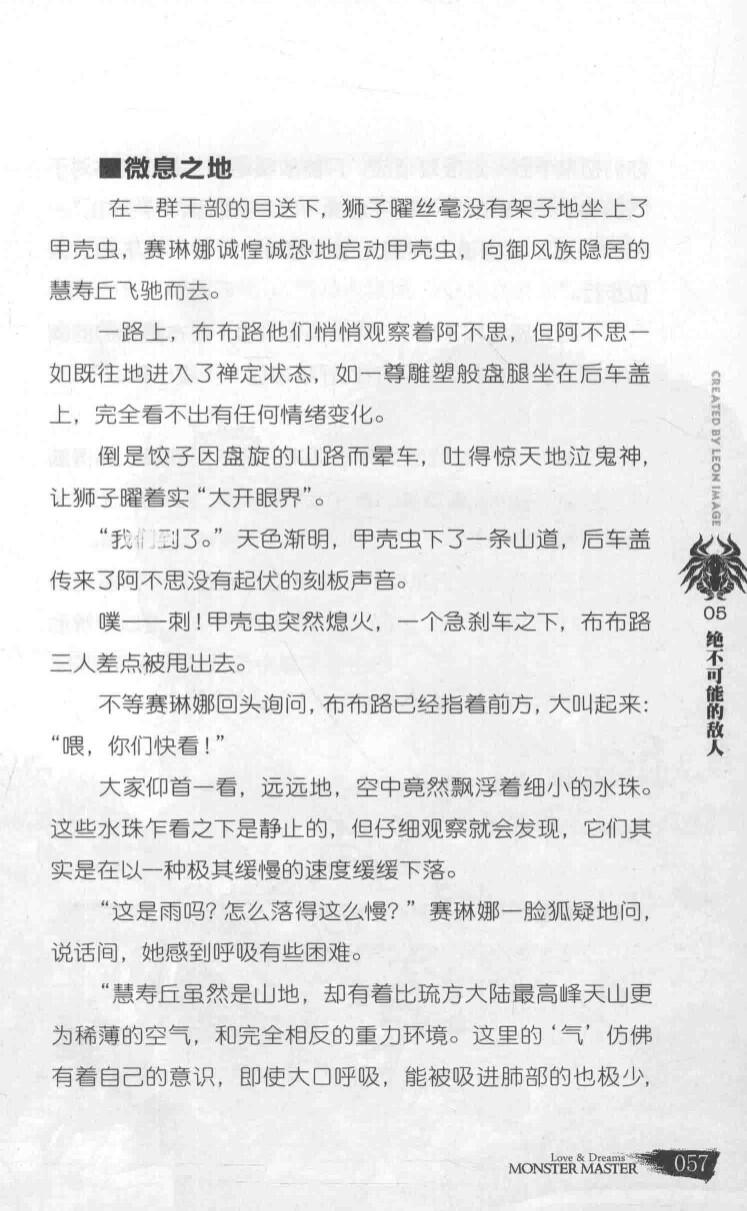 ■微息之地
在一群干部的目送下，狮子曜丝毫没有架子地坐上了
甲壳虫，赛琳娜诚惶诚恐地启动甲壳虫，向御风族隐居的
慧寿丘飞驰而去。
一路上，布布路他们悄悄观察着阿不思，但阿不思一
如既往地进入了禅定状态，如一尊雕塑般盘腿坐在后车盖
上，完全看不出有任何情绪变化。
倒是饺子因盘旋的山路而晕车，吐得惊天地泣鬼神，
让狮子曜着实“大开眼界”。
“我们到了。”天色渐明，甲壳虫下了一条山道，后车盖
传来了阿不思没有起伏的刻板声音。
噗——刺！甲壳虫突然熄火，一个急刹车之下，布布路
三人差点被甩出去。
不等赛琳娜回头询问，布布路已经指着前方，大叫起来：
“喂，你们快看！”
大家仰首一看，远远地，空中竟然飘浮着细小的水珠。
这些水珠乍看之下是静止的，但仔细观察就会发现，它们其
实是在以一种极其缓慢的速度缓缓下落。
“这是雨吗？怎么落得这么慢？”赛琳娜一脸狐疑地问，
说话间，她感到呼吸有些困难。
“慧寿丘虽然是山地，却有着比琉方大陆最高峰天山更
为稀薄的空气，和完全相反的重力环境。这里的‘气’仿佛
有着自己的意识，即使大口呼吸，能被吸进肺部的也极少，
CREATED BY LEON IMAGE
05
绝不可能的敌人
Love & Dreams
MONSTER MASTER
057